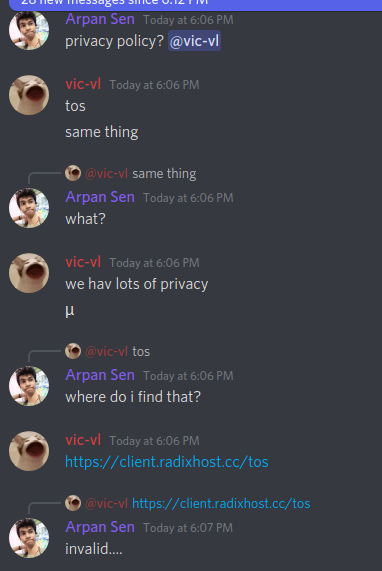 28 new messages since 6:12 PM
Arpan Sen Today at 6:06 PM
privacy policy? @vic-vl
vic-vl Today at 6:06 PM
tos
same thing
@vic-vl same thing
Arpan Sen Today at 6:06 PM
what?
vic-vl Today at 6:06 PM
we hav lots of privacy
µ
@vic-vl tos
Arpan Sen Today at 6:06 PM
where do i find that?
vic-vl Today at 6:06 PM
https://client.radixhost.cc/tos
@vic-vl https://client.radixhost.cc/tos
Arpan Sen Today at 6:07 PM
invalid....